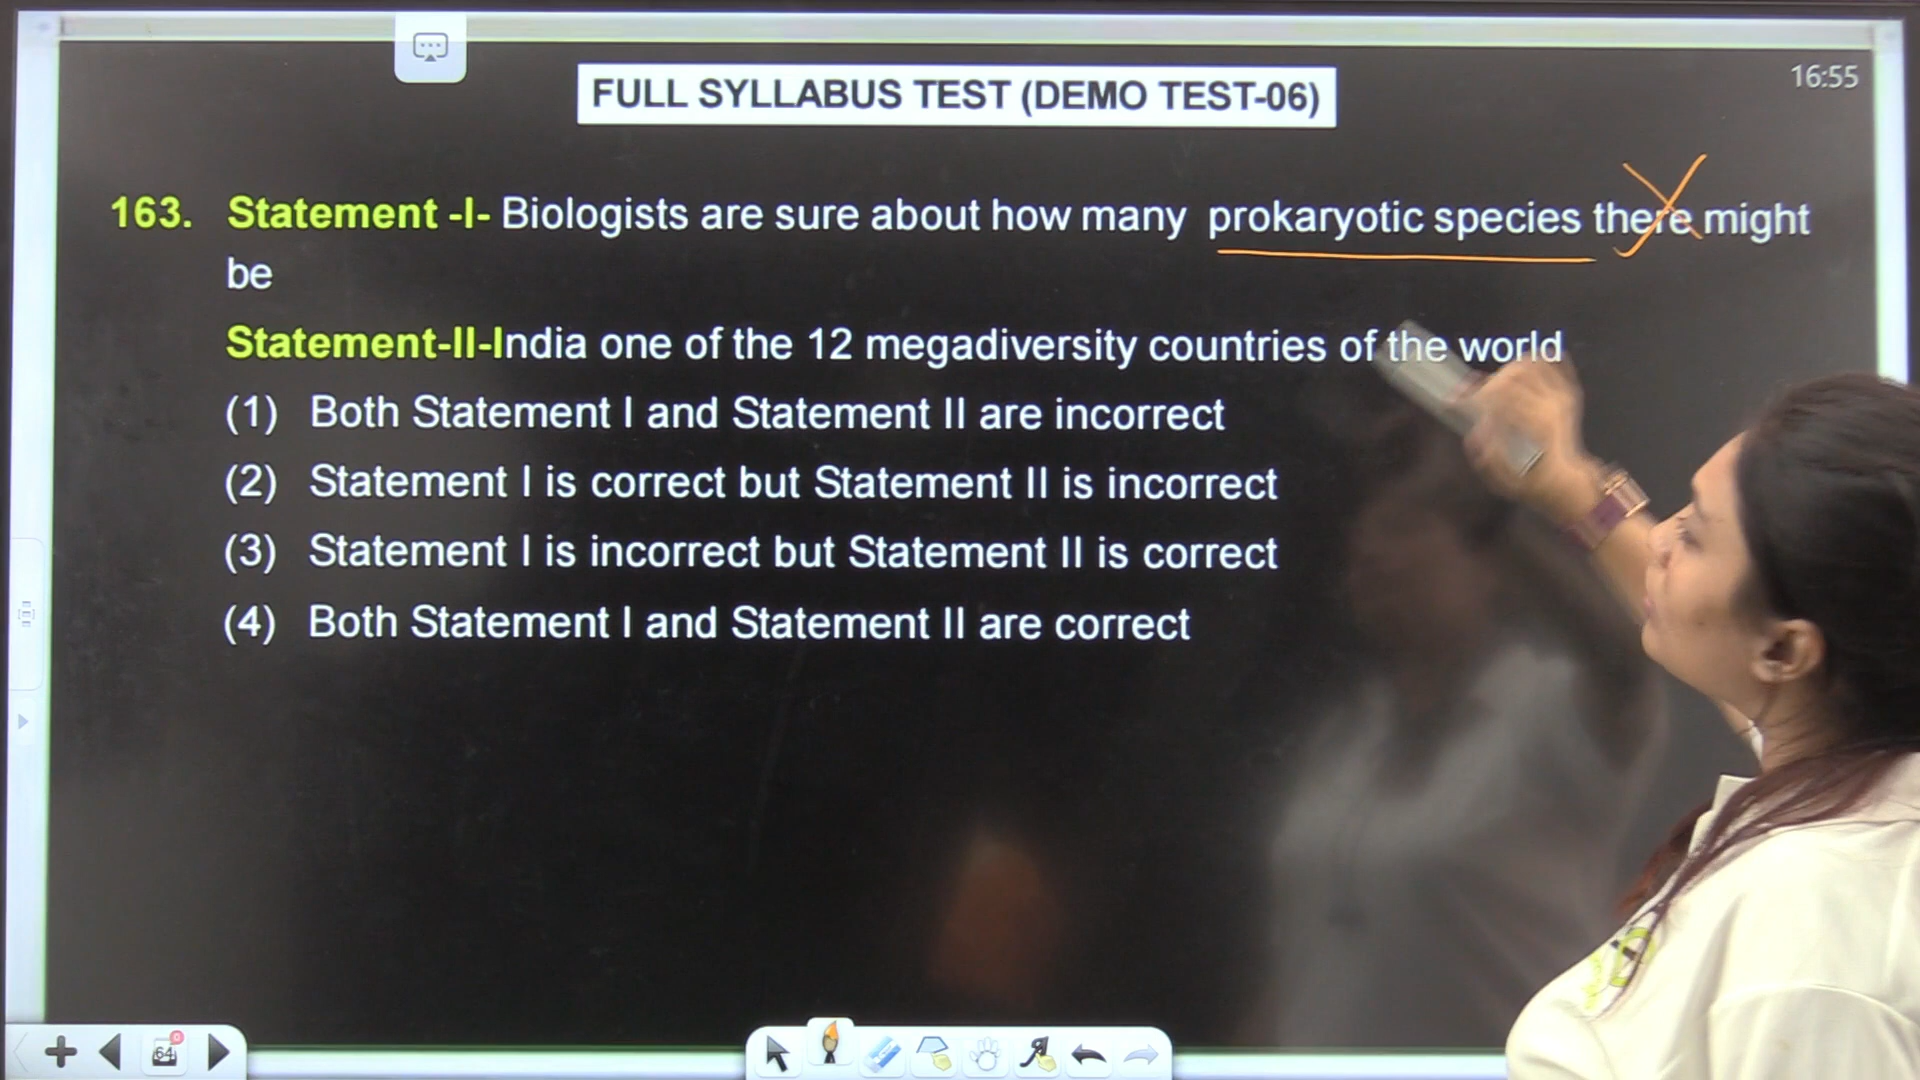 FULL SYLLABUS TEST (DEMO TEST-06)
16:55
163. Statement -I- Biologists are sure about how many prokaryotic species there might
be
Statement-II-India one of the 12 megadiversity countries of the world
(1) Both Statement I and Statement II are incorrect
(2) Statement I is correct but Statement II is incorrect
(3) Statement I is incorrect but Statement II is correct
(4) Both Statement I and Statement II are correct
64
0